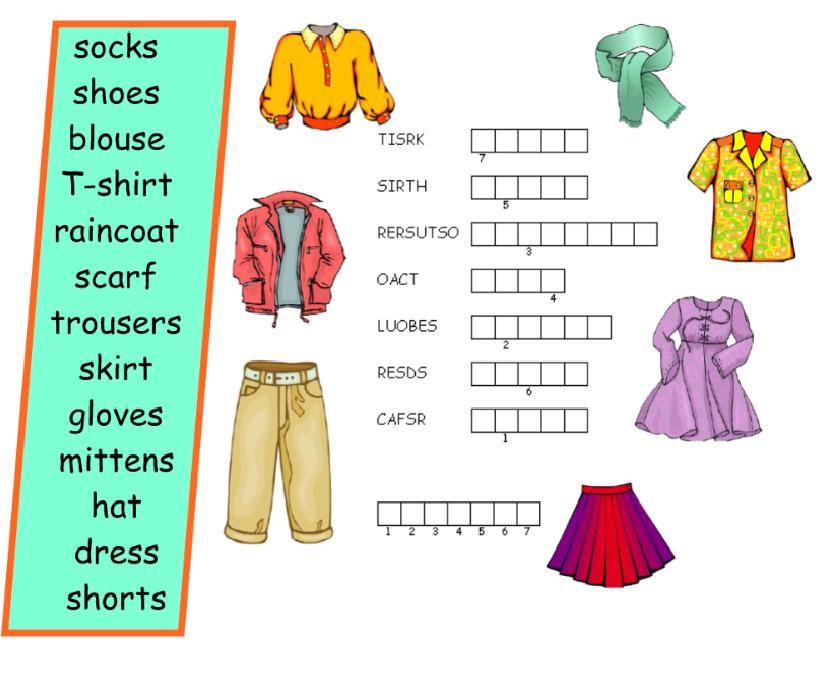 socks
shoes
blouse
T-shirt
raincoat
scarf
trousers
skirt
gloves
mittens
hat
dress
shorts
TISRK
7
SIRTH
5
RERSUTSO
3
OACT
4
LUOBES
2
RESDS
6
CAFSR
1
1 2 3 4 5 6 7